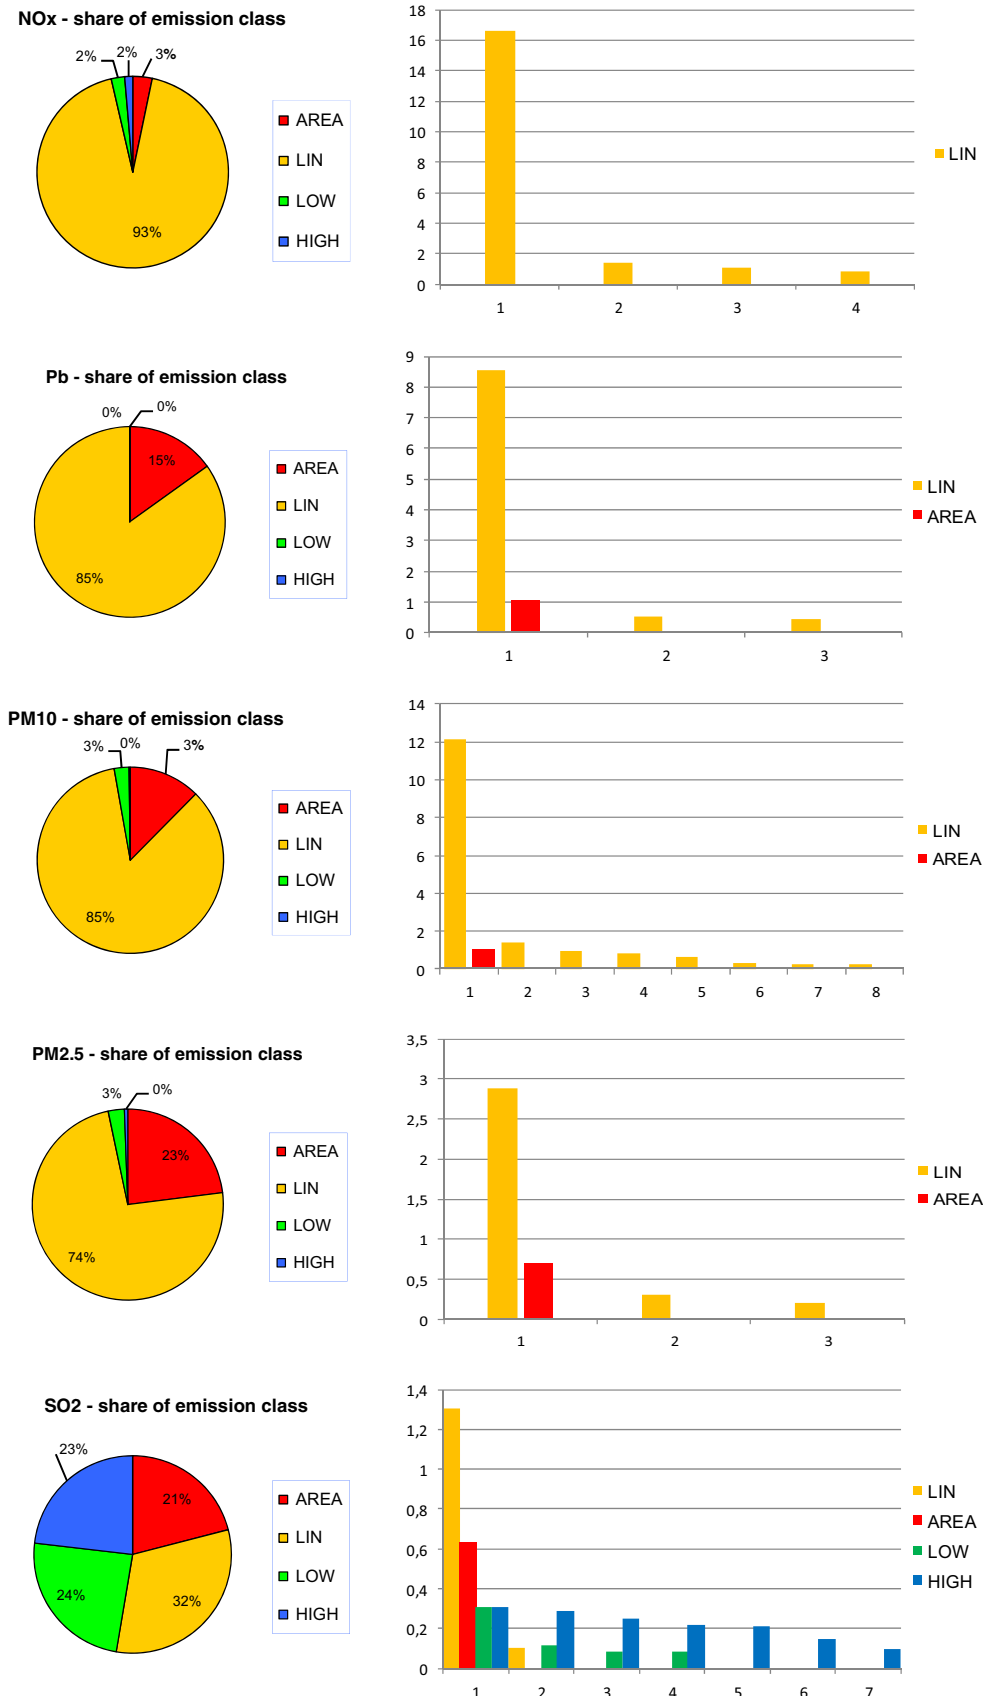 NOx - share of emission class
2%
2%
3%
93%
AREA
LIN
LOW
HIGH
18
16
14
12
10
8
6
4
2
0
1 2 3 4
LIN
Pb - share of emission class
0%
0%
15%
85%
AREA
LIN
LOW
HIGH
9
8
7
6
5
4
3
2
1
0
1 2 3
LIN
AREA
PM10 - share of emission class
3%
0%
3%
85%
AREA
LIN
LOW
HIGH
14
12
10
8
6
4
2
0
1 2 3 4 5 6 7 8
LIN
AREA
PM2.5 - share of emission class
3%
0%
23%
74%
AREA
LIN
LOW
HIGH
3,5
3
2,5
2
1,5
1
0,5
0
1 2 3
LIN
AREA
SO2 - share of emission class
23%
21%
24%
32%
AREA
LIN
LOW
HIGH
1,4
1,2
1
0,8
0,6
0,4
0,2
0
1 2 3 4 5 6 7
LIN
AREA
LOW
HIGH